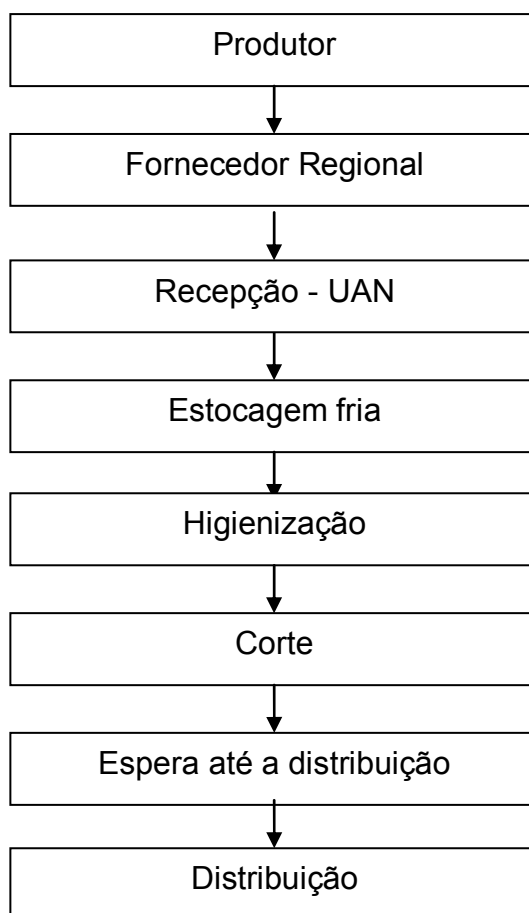 Produtor
Fornecedor Regional
Recepção - UAN
Estocagem fria
Higienização
Corte
Espera até a distribuição
Distribuição